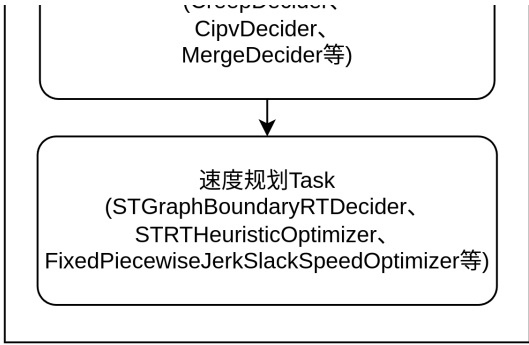 (CreepDecider、
CipvDecider、
MergeDecider等)
速度规划Task
(STGraphBoundaryRTDecider、
STRTHeuristicOptimizer、
FixedPiecewiseJerkSlackSpeedOptimizer等)